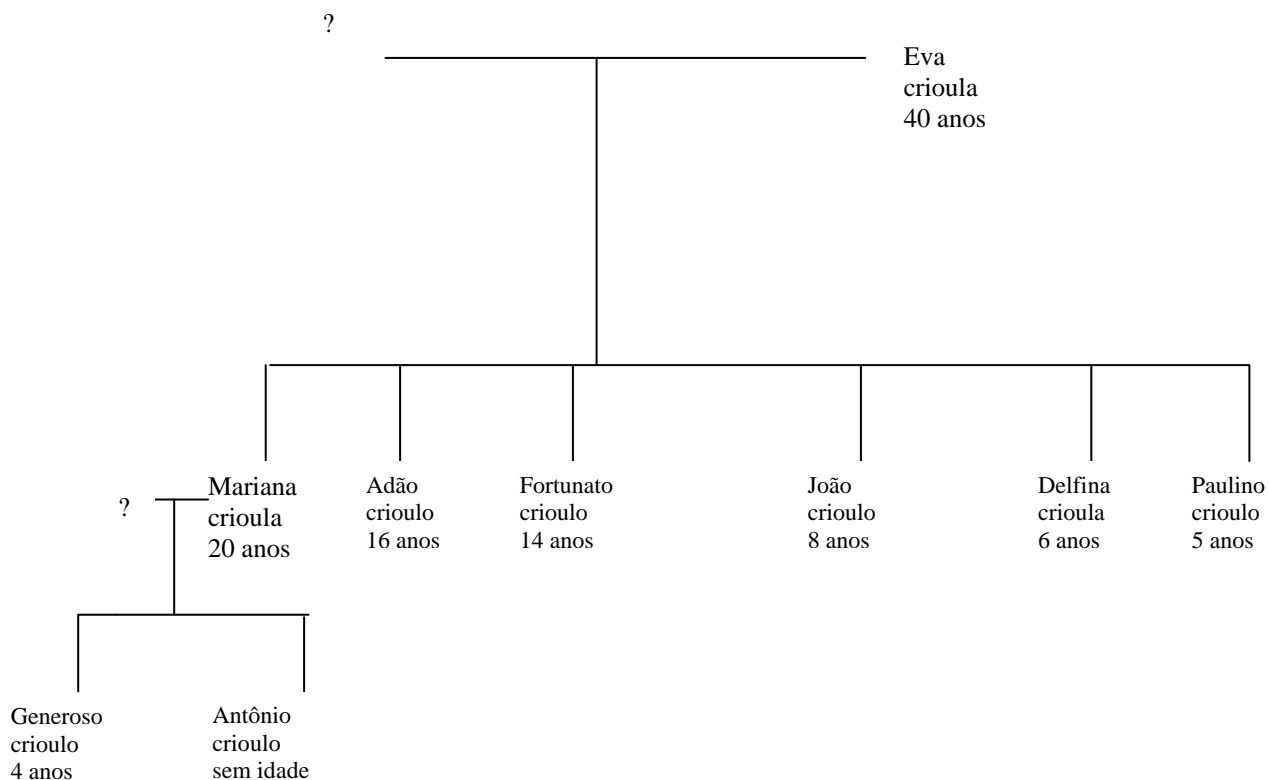 ?
Eva
crioula
40 anos
?
Mariana
crioula
20 anos
Adão
crioulo
16 anos
Fortunato
crioulo
14 anos
João
crioulo
8 anos
Delfina
crioula
6 anos
Paulino
crioulo
5 anos
Generoso
crioulo
4 anos
Antônio
crioulo
sem idade